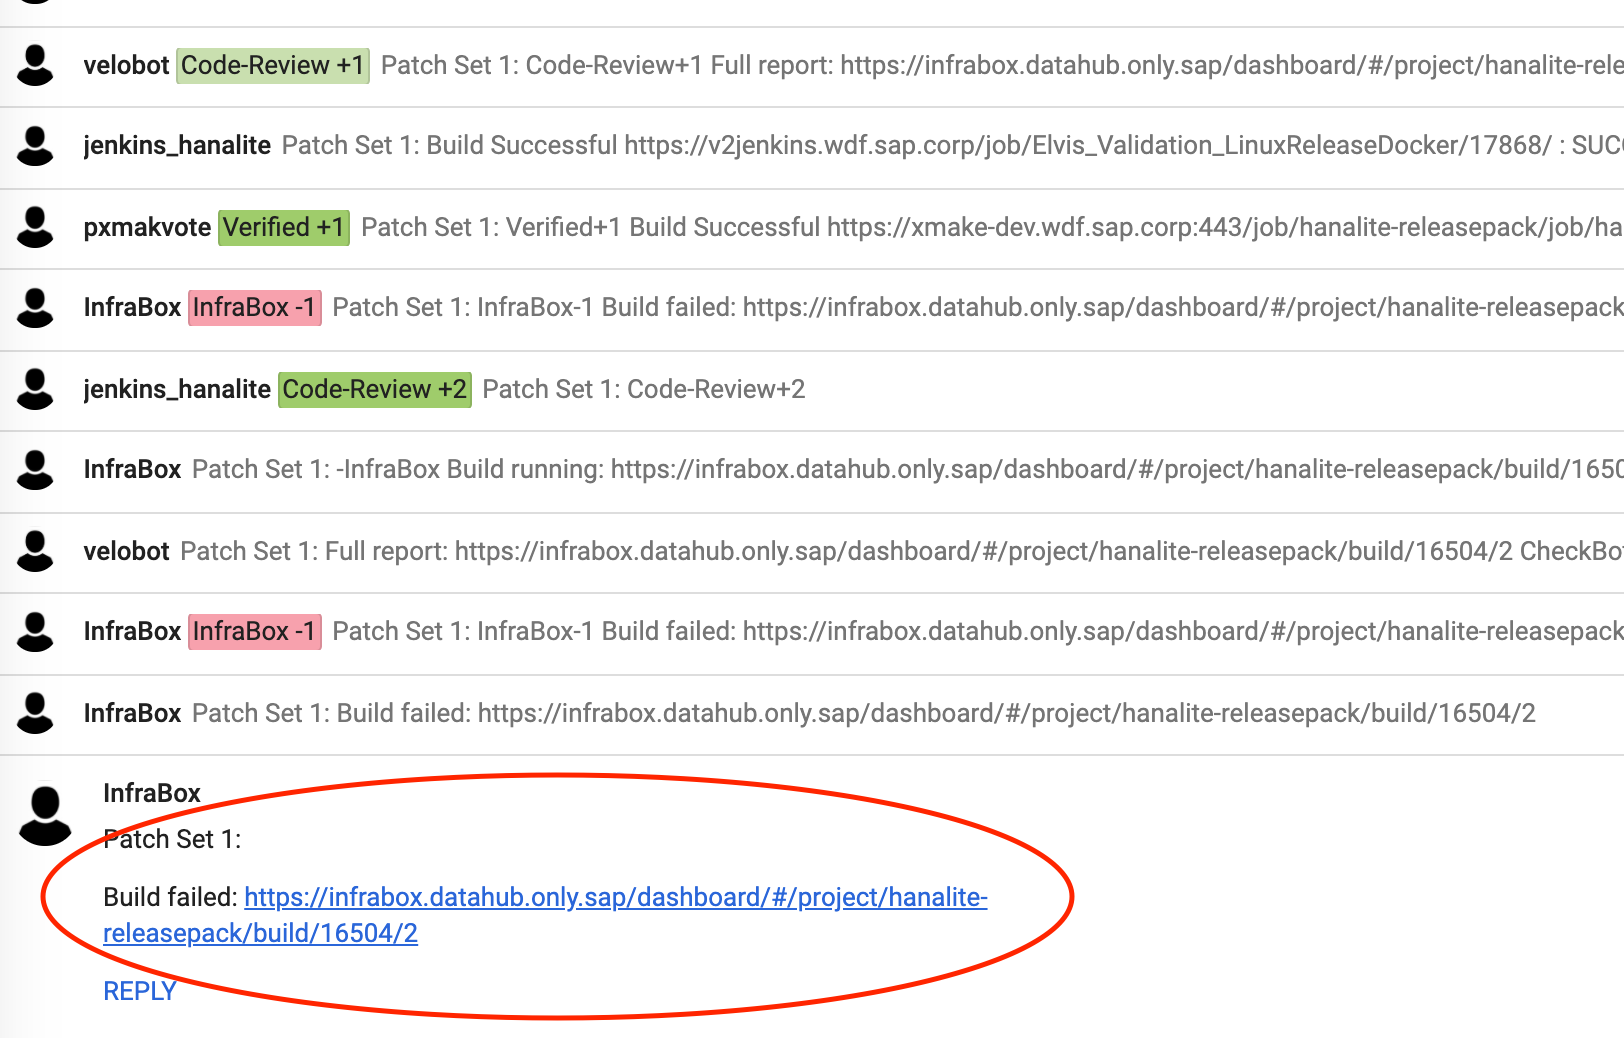 velobot Code-Review +1 Patch Set 1: Code-Review+1 Full report: https://infrabox.datahub.only.sap/dashboard/#/project/hanalite-rele
jenkins_hanalite Patch Set 1: Build Successful https://v2jenkins.wdf.sap.corp/job/Elvis_Validation_LinuxReleaseDocker/17868/ : SUC
pxmakvote Verified +1 Patch Set 1: Verified+1 Build Successful https://xmake-dev.wdf.sap.corp:443/job/hanalite-releasepack/job/ha
InfraBox InfraBox -1 Patch Set 1: InfraBox-1 Build failed: https://infrabox.datahub.only.sap/dashboard/#/project/hanalite-releasepack
jenkins_hanalite Code-Review +2 Patch Set 1: Code-Review+2
InfraBox Patch Set 1: -InfraBox Build running: https://infrabox.datahub.only.sap/dashboard/#/project/hanalite-releasepack/build/1650
velobot Patch Set 1: Full report: https://infrabox.datahub.only.sap/dashboard/#/project/hanalite-releasepack/build/16504/2 CheckBo
InfraBox InfraBox -1 Patch Set 1: InfraBox-1 Build failed: https://infrabox.datahub.only.sap/dashboard/#/project/hanalite-releasepack
InfraBox Patch Set 1: Build failed: https://infrabox.datahub.only.sap/dashboard/#/project/hanalite-releasepack/build/16504/2
InfraBox
Patch Set 1:
Build failed: https://infrabox.datahub.only.sap/dashboard/#/project/hanalite-
releasepack/build/16504/2
REPLY